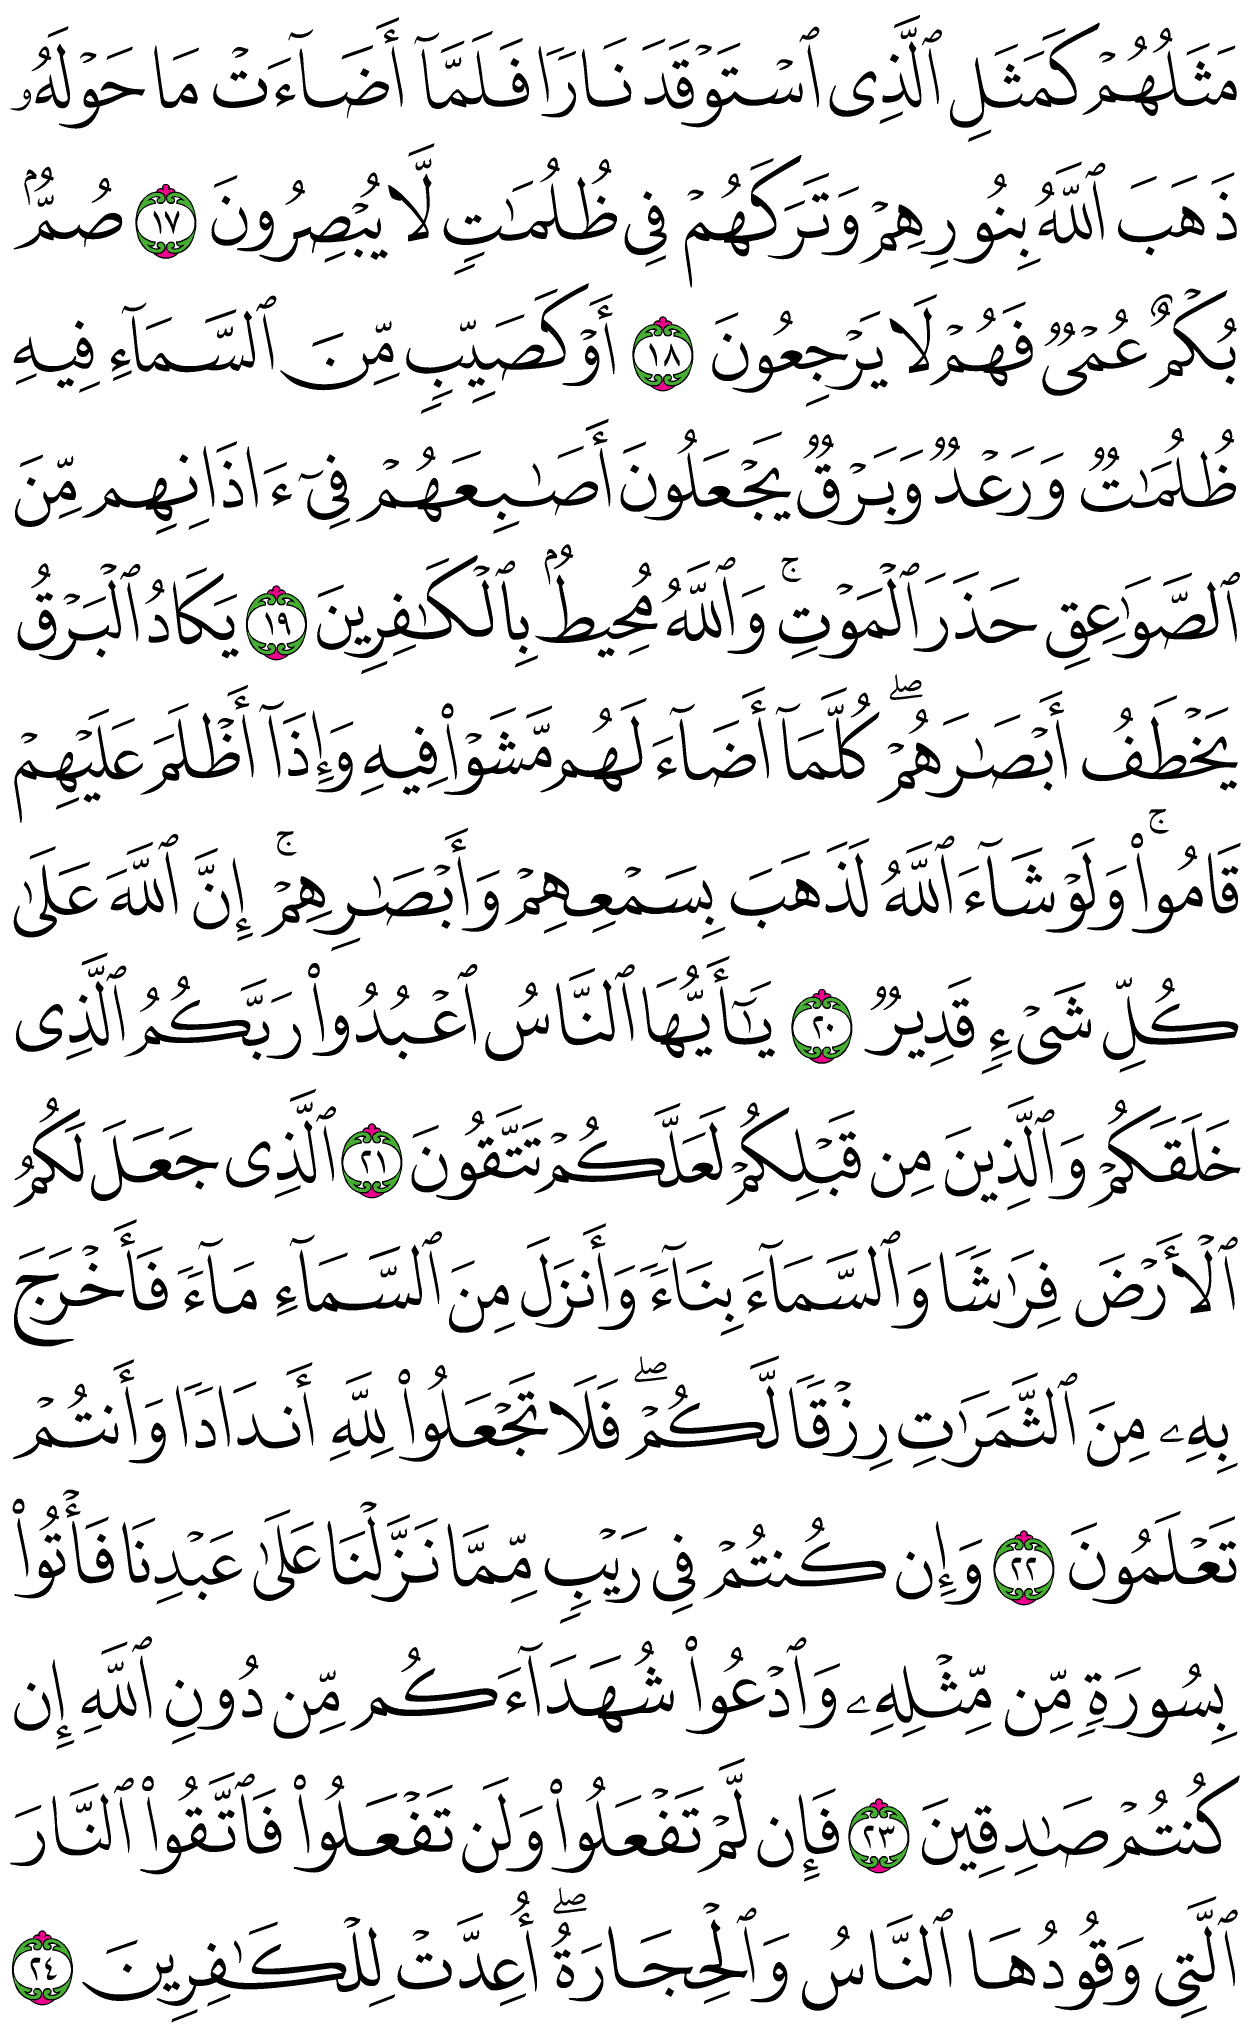 مَثَلُهُمۡ كَمَثَلِ ٱلَّذِى ٱسۡتَوۡقَدَ نَارٗا فَلَمَّآ أَضَآءَتۡ مَا حَوۡلَهُۥ
ذَهَبَ ٱللَّهُ بِنُورِهِمۡ وَتَرَكَهُمۡ فِى ظُلُمَٰتٖ لَّا يُبۡصِرُونَ ١٧ صُمُّۢ
بُكۡمٌ عُمۡىٞ فَهُمۡ لَا يَرۡجِعُونَ ١٨ أَوۡ كَصَيِّبٖ مِّنَ ٱلسَّمَآءِ فِيهِ
ظُلُمَٰتٞ وَرَعۡدٞ وَبَرۡقٞ يَجۡعَلُونَ أَصَٰبِعَهُمۡ فِىٓ ءَاذَانِهِم مِّنَ
ٱلصَّوَٰعِقِ حَذَرَ ٱلۡمَوۡتِۚ وَٱللَّهُ مُحِيطُۢ بِٱلۡكَٰفِرِينَ ١٩ يَكَادُ ٱلۡبَرۡقُ
يَخۡطَفُ أَبۡصَٰرَهُمۡۖ كُلَّمَآ أَضَآءَ لَهُم مَّشَوۡاْ فِيهِ وَإِذَآ أَظۡلَمَ عَلَيۡهِمۡ
قَامُواْۚ وَلَوۡ شَآءَ ٱللَّهُ لَذَهَبَ بِسَمۡعِهِمۡ وَأَبۡصَٰرِهِمۡۚ إِنَّ ٱللَّهَ عَلَىٰ
كُلِّ شَىۡءٖ قَدِيرٞ ٢٠ يَٰٓأَيُّهَا ٱلنَّاسُ ٱعۡبُدُواْ رَبَّكُمُ ٱلَّذِى
خَلَقَكُمۡ وَٱلَّذِينَ مِن قَبۡلِكُمۡ لَعَلَّكُمۡ تَتَّقُونَ ٢١ ٱلَّذِى جَعَلَ لَكُمُ
ٱلۡأَرۡضَ فِرَٰشٗا وَٱلسَّمَآءَ بِنَآءٗ وَأَنزَلَ مِنَ ٱلسَّمَآءِ مَآءٗ فَأَخۡرَجَ
بِهِۦ مِنَ ٱلثَّمَرَٰتِ رِزۡقٗا لَّكُمۡۖ فَلَا تَجۡعَلُواْ لِلَّهِ أَندَادٗا وَأَنتُمۡ
تَعۡلَمُونَ ٢٢ وَإِن كُنتُمۡ فِى رَيۡبٖ مِّمَّا نَزَّلۡنَا عَلَىٰ عَبۡدِنَا فَأۡتُواْ
بِسُورَةٖ مِّن مِّثۡلِهِۦ وَٱدۡعُواْ شُهَدَآءَكُم مِّن دُونِ ٱللَّهِ إِن
كُنتُمۡ صَٰدِقِينَ ٢٣ فَإِن لَّمۡ تَفۡعَلُواْ وَلَن تَفۡعَلُواْ فَٱتَّقُواْ ٱلنَّارَ
ٱلَّتِى وَقُودُهَا ٱلنَّاسُ وَٱلۡحِجَارَةُۖ أُعِدَّتۡ لِلۡكَٰفِرِينَ ٢٤